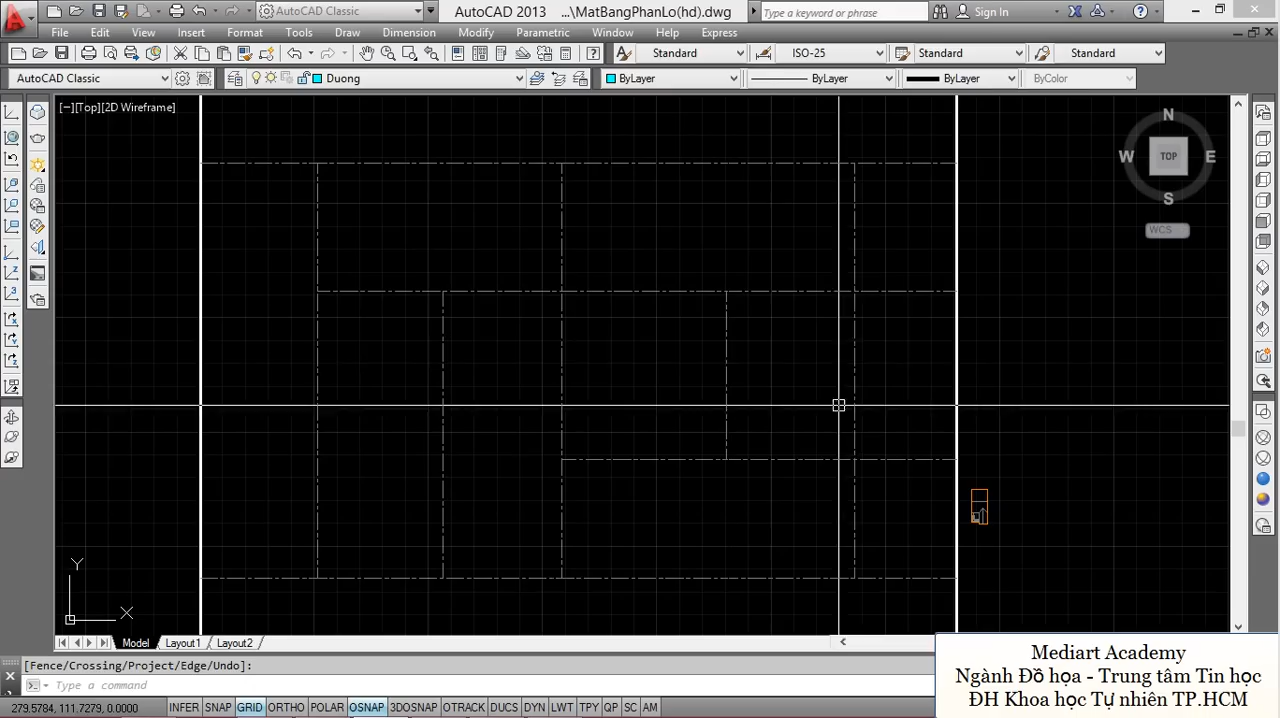 AutoCAD Classic
AutoCAD 2013 ...\MatBangPhanLo(hd).dwg
Type a keyword or phrase
Sign In
File Edit View Insert Format Tools Draw Dimension Modify Parametric Window Help Express
Standard ISO-25 Standard Standard
AutoCAD Classic Duong ByLayer ByLayer ByLayer ByColor
[−][Top][2D Wireframe]
N
W TOP E
S
WCS
Y
X
Model Layout1 Layout2
[Fence/Crossing/Project/Edge/Undo]:
Type a command
279.5784, 111.7279, 0.0000 INFER SNAP GRID ORTHO POLAR OSNAP 3DOSNAP OTRACK DUCS DYN LWT TPY QP SC AM
Mediart Academy
Ngành Đồ họa - Trung tâm Tin học
ĐH Khoa học Tự nhiên TP.HCM